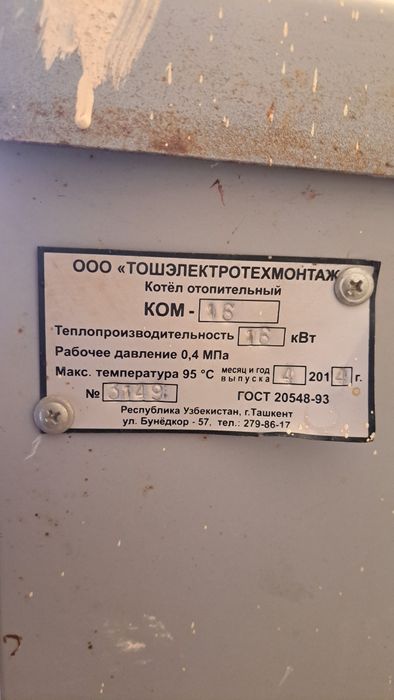 ООО «ТОШЭЛЕКТРОТЕХМОНТАЖ
Котёл отопительный
КОМ - 16
Теплопроизводительность 16 кВт
Рабочее давление 0,4 МПа
Макс. температура 95 °С месяц и год выпуска 4 2014 г.
№ 3149 ГОСТ 20548-93
Республика Узбекистан, г.Ташкент
ул. Бунёдкор - 57, тел.: 279-86-17